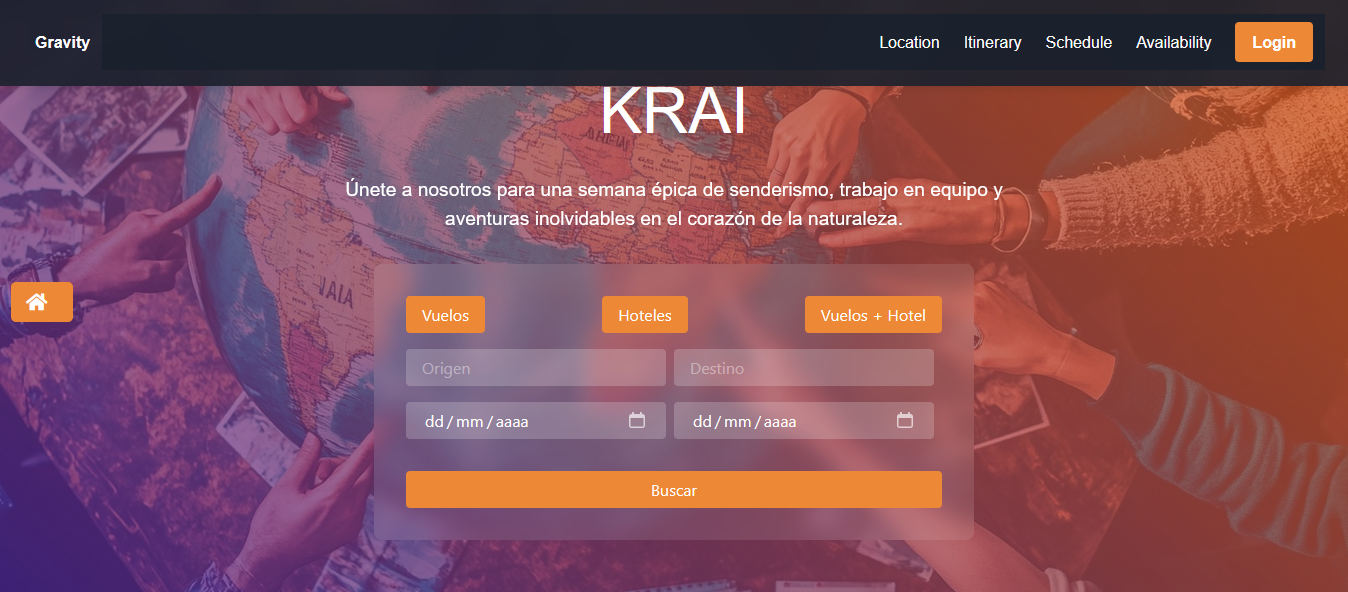 Gravity
Location Itinerary Schedule Availability Login
KRAI
Únete a nosotros para una semana épica de senderismo, trabajo en equipo y
aventuras inolvidables en el corazón de la naturaleza.
Vuelos Hoteles Vuelos + Hotel
Origen Destino
dd/mm/aaaa dd/mm/aaaa
Buscar